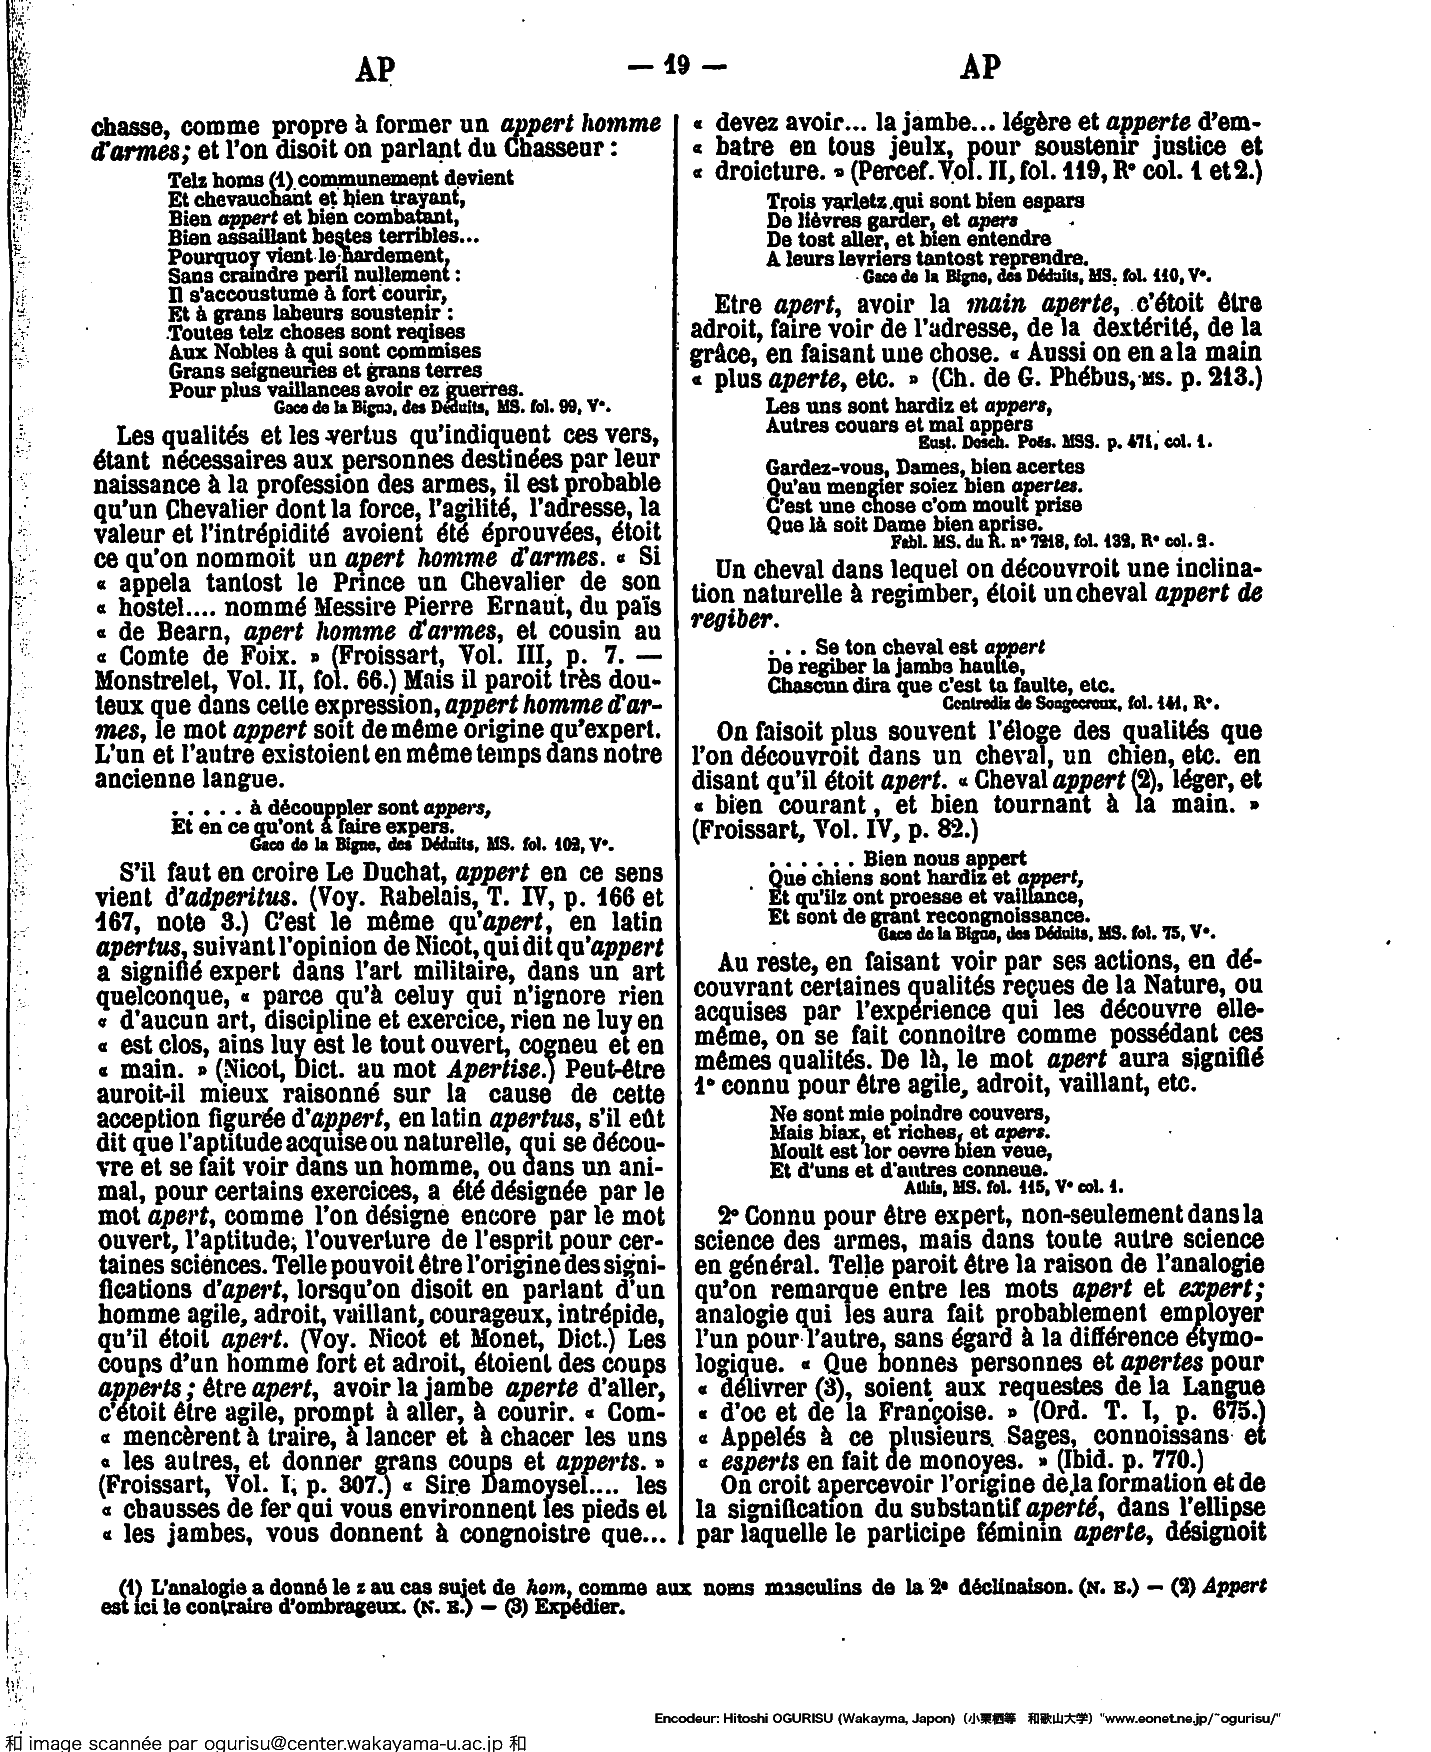 AP — 19 — AP
chasse, comme propre à former un appert homme
d'armes; et l'on disoit on parlant du Chasseur :
Telz homs (1) communement devient
Et chevauchant et bien trayant,
Bien appert et bien combatant,
Bien assaillant bestes terribles...
Pourquoy vient le hardement,
Sans craindre peril nullement :
Il s'accoustume à fort courir,
Et à grans labeurs soustenir :
Toutes telz choses sont reqises
Aux Nobles à qui sont commises
Grans seigneuries et grans terres
Pour plus vaillances avoir ez guerres.
Gace de la Bigne, des Déduits, MS. fol. 99, V°.
Les qualités et les vertus qu'indiquent ces vers,
étant nécessaires aux personnes destinées par leur
naissance à la profession des armes, il est probable
qu'un Chevalier dont la force, l'agilité, l'adresse, la
valeur et l'intrépidité avoient été éprouvées, étoit
ce qu'on nommoit un apert homme d'armes. « Si
« appela tantost le Prince un Chevalier de son
« hostel.... nommé Messire Pierre Ernaut, du païs
« de Bearn, apert homme d'armes, et cousin au
« Comte de Foix. » (Froissart, Vol. III, p. 7. —
Monstrelet, Vol. II, fol. 66.) Mais il paroit très dou-
teux que dans cette expression, appert homme d'ar-
mes, le mot appert soit de même origine qu'expert.
L'un et l'autre existoient en même temps dans notre
ancienne langue.
. . . . . à découppler sont appers,
Et en ce qu'ont à faire expers.
Gace de la Bigne, des Déduits, MS. fol. 102, V°.
S'il faut en croire Le Duchat, appert en ce sens
vient d'adperitus. (Voy. Rabelais, T. IV, p. 166 et
167, note 3.) C'est le même qu'apert, en latin
apertus, suivant l'opinion de Nicot, qui dit qu'appert
a signifié expert dans l'art militaire, dans un art
quelconque, « parce qu'à celuy qui n'ignore rien
« d'aucun art, discipline et exercice, rien ne luy en
« est clos, ains luy est le tout ouvert, cogneu et en
« main. » (Nicot, Dict. au mot Apertise.) Peut-être
auroit-il mieux raisonné sur la cause de cette
acception figurée d'appert, en latin apertus, s'il eût
dit que l'aptitude acquise ou naturelle, qui se décou-
vre et se fait voir dans un homme, ou dans un ani-
mal, pour certains exercices, a été désignée par le
mot apert, comme l'on désigne encore par le mot
ouvert, l'aptitude, l'ouverture de l'esprit pour cer-
taines sciences. Telle pouvoit être l'origine des signi-
fications d'apert, lorsqu'on disoit en parlant d'un
homme agile, adroit, vaillant, courageux, intrépide,
qu'il étoit apert. (Voy. Nicot et Monet, Dict.) Les
coups d'un homme fort et adroit, étoient des coups
apperts; être apert, avoir la jambe aperte d'aller,
c'étoit être agile, prompt à aller, à courir. « Com-
« mencèrent à traire, à lancer et à chacer les uns
« les autres, et donner grans coups et apperts. »
(Froissart, Vol. I, p. 307.) « Sire Damoysel.... les
« chausses de fer qui vous environnent les pieds et
« les jambes, vous donnent à congnoistre que...
« devez avoir... la jambe... légère et apperte d'em-
« batre en tous jeulx, pour soustenir justice et
« droicture. » (Percef. Vol. II, fol. 119, R° col. 1 et 2.)
Trois varletz qui sont bien espars
De lièvres garder, et apers
De tost aller, et bien entendre
A leurs levriers tantost reprendre.
Gace de la Bigne, des Déduits, MS. fol. 110, V°.
Etre apert, avoir la main aperte, c'étoit être
adroit, faire voir de l'adresse, de la dextérité, de la
grâce, en faisant une chose. « Aussi on en a la main
« plus aperte, etc. » (Ch. de G. Phébus, MS. p. 213.)
Les uns sont hardiz et appers,
Autres couars et mal appers
Eust. Desch. Poës. MSS. p. 471, col. 1.
Gardez-vous, Dames, bien acertes
Qu'au mengier soiez bien apertes.
C'est une chose c'om moult prise
Que là soit Dame bien aprise.
Fabl. MS. du R. n° 7218, fol. 132, R° col. 2.
Un cheval dans lequel on découvroit une inclina-
tion naturelle à regimber, étoit un cheval appert de
regiber.
. . . Se ton cheval est appert
De regiber la jambe haulte,
Chascun dira que c'est ta faulte, etc.
Contredis de Songecreux, fol. 141, R°.
On faisoit plus souvent l'éloge des qualités que
l'on découvroit dans un cheval, un chien, etc. en
disant qu'il étoit apert. « Cheval appert (2), léger, et
« bien courant, et bien tournant à la main. »
(Froissart, Vol. IV, p. 82.)
. . . . . . Bien nous appert
Que chiens sont hardiz et appert,
Et qu'ilz ont proesse et vaillance,
Et sont de grant recongnoissance.
Gace de la Bigne, des Déduits, MS. fol. 75, V°.
Au reste, en faisant voir par ses actions, en dé-
couvrant certaines qualités reçues de la Nature, ou
acquises par l'expérience qui les découvre elle-
même, on se fait connoître comme possédant ces
mêmes qualités. De là, le mot apert aura signifié
1° connu pour être agile, adroit, vaillant, etc.
Ne sont mie poindre couvers,
Mais biax, et riches, et apers.
Moult est lor oevre bien veue,
Et d'uns et d'autres conneue.
Athis, MS. fol. 115, V° col. 1.
2° Connu pour être expert, non-seulement dans la
science des armes, mais dans toute autre science
en général. Telle paroit être la raison de l'analogie
qu'on remarque entre les mots apert et expert;
analogie qui les aura fait probablement employer
l'un pour l'autre, sans égard à la différence étymo-
logique. « Que bonnes personnes et apertes pour
« délivrer (3), soient aux requestes de la Langue
« d'oc et de la Françoise. » (Ord. T. I, p. 675.)
« Appelés à ce plusieurs Sages, connoissans et
« esperts en fait de monoyes. » (Ibid. p. 770.)
On croit apercevoir l'origine de la formation et de
la signification du substantif aperté, dans l'ellipse
par laquelle le participe féminin aperte, désignoit
(1) L'analogie a donné le z au cas sujet de hom, comme aux noms masculins de la 2e déclinaison. (N. E.) — (2) Appert
est ici le contraire d'ombrageux. (N. E.) — (3) Expédier.
Encodeur: Hitoshi OGURISU (Wakayma, Japon) (小栗栖等 和歌山大学) "www.eonet.ne.jp/~ogurisu/"
和 image scannée par ogurisu@center.wakayama-u.ac.jp 和